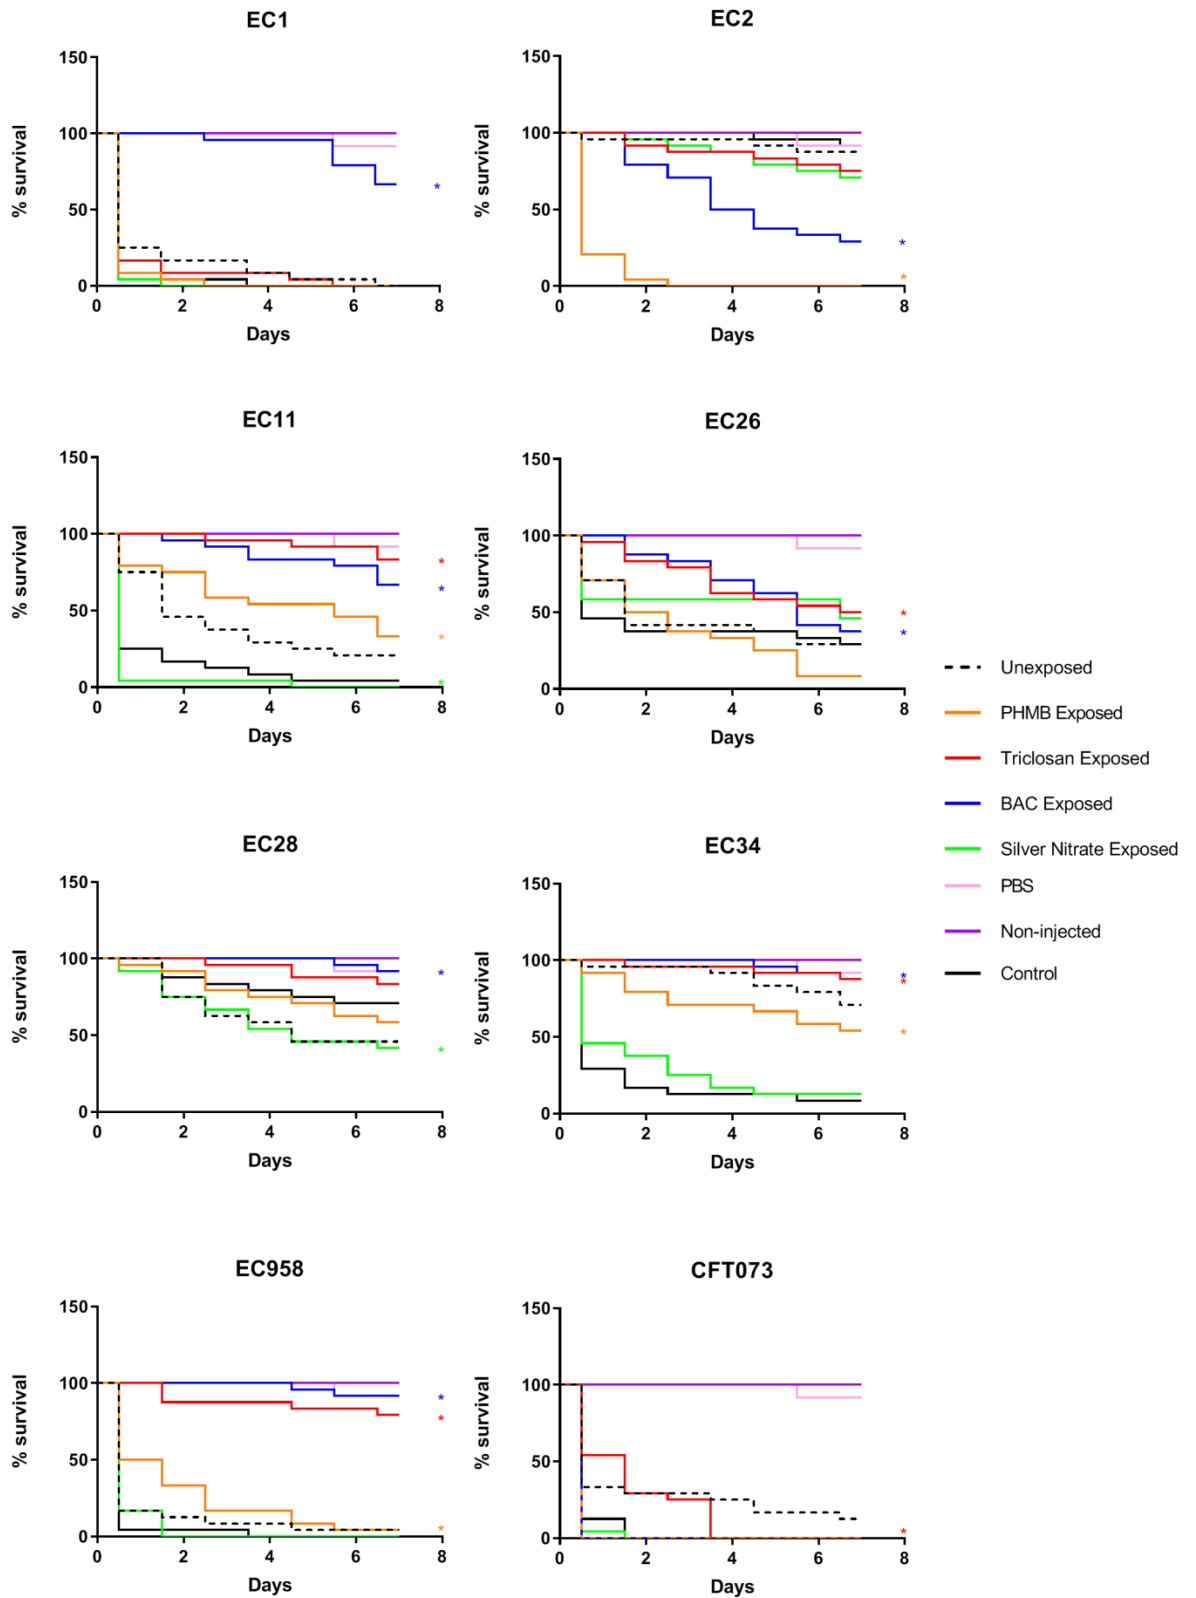 EC1
150
100
50
0
% survival
0 2 4 6 8
Days
*
EC2
150
100
50
0
% survival
0 2 4 6 8
Days
*
*
EC11
150
100
50
0
% survival
0 2 4 6 8
Days
*
*
*
*
EC26
150
100
50
0
% survival
0 2 4 6 8
Days
*
*
EC28
150
100
50
0
% survival
0 2 4 6 8
Days
*
*
EC34
150
100
50
0
% survival
0 2 4 6 8
Days
*
*
*
EC958
150
100
50
0
% survival
0 2 4 6 8
Days
*
*
*
CFT073
150
100
50
0
% survival
0 2 4 6 8
Days
*
Unexposed
PHMB Exposed
Triclosan Exposed
BAC Exposed
Silver Nitrate Exposed
PBS
Non-injected
Control